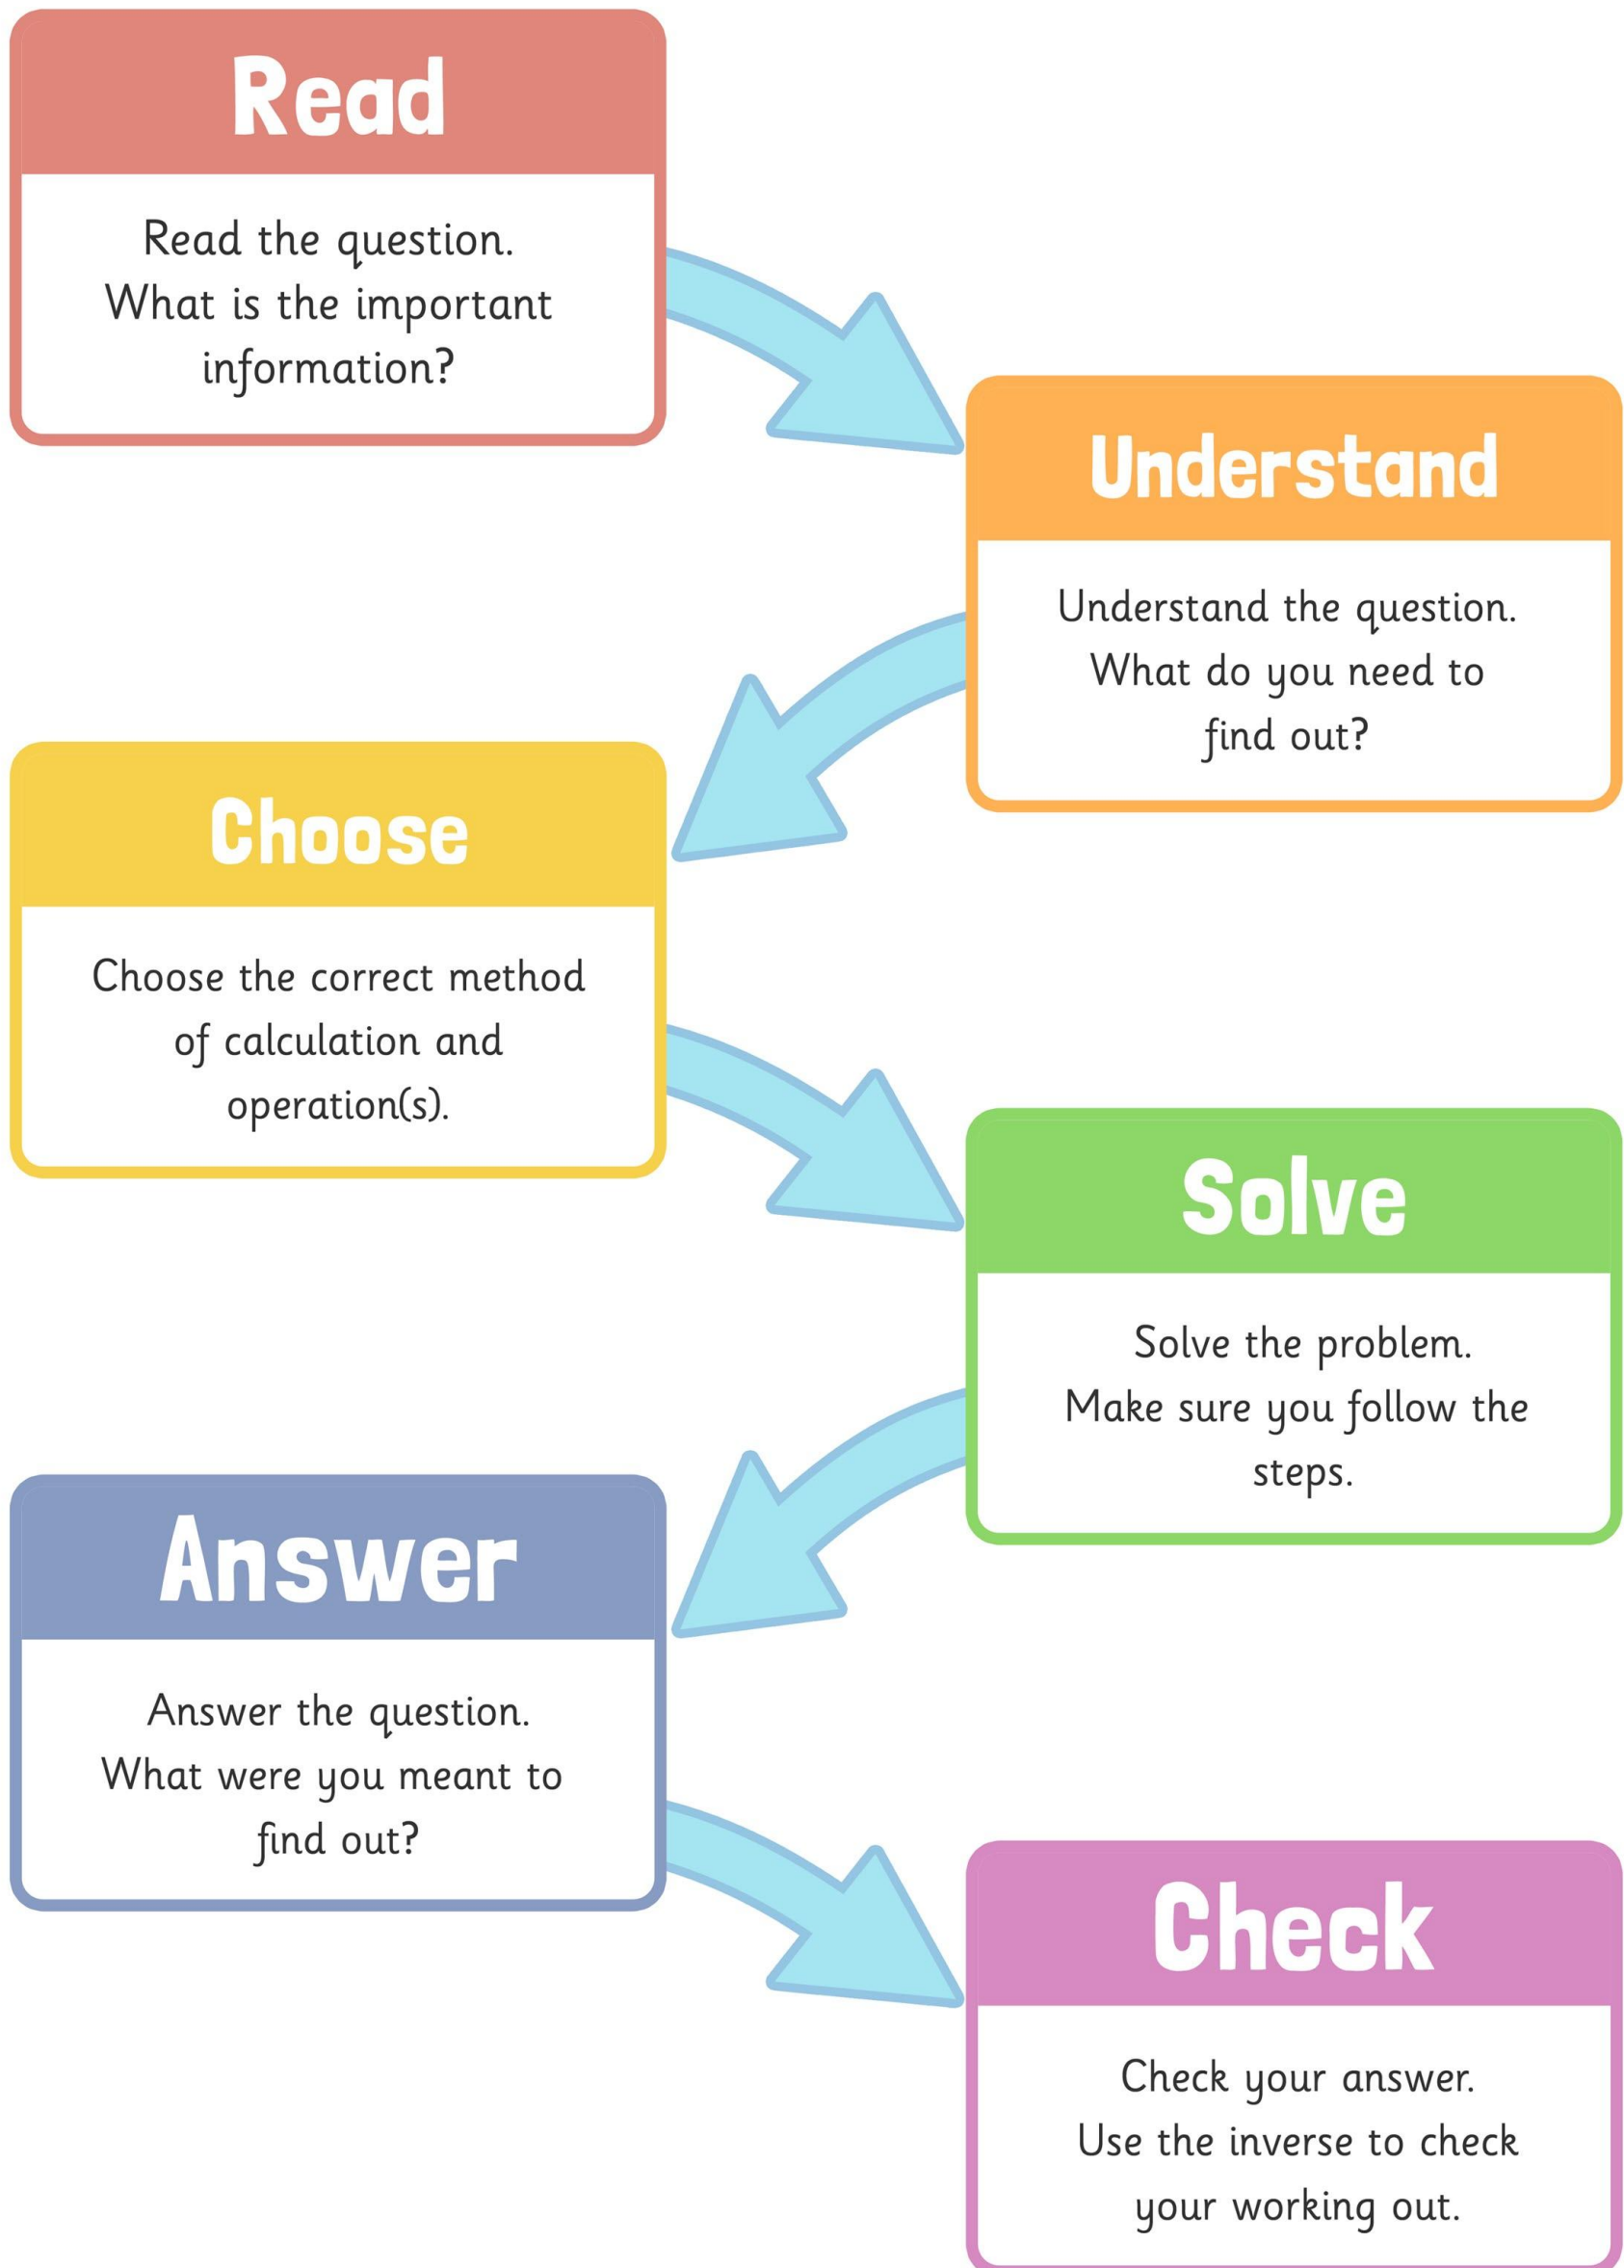 Read
Read the question.
What is the important
information?
Understand
Understand the question.
What do you need to
find out?
Choose
Choose the correct method
of calculation and
operation(s).
Solve
Solve the problem.
Make sure you follow the
steps.
Answer
Answer the question.
What were you meant to
find out?
Check
Check your answer.
Use the inverse to check
your working out.